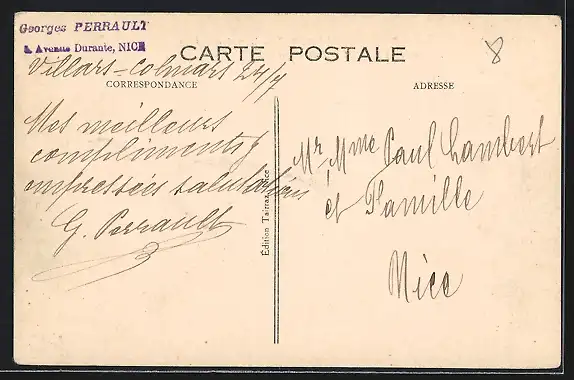 Georges PERRAULT
Avenue Durante, NICE
CARTE POSTALE
Villars-Colmars 24/7
CORRESPONDANCE
ADRESSE
8
Mes meilleurs
compliments &
empressées salutations
G. Perrault
Édition Tairraz, Nice
Mr Mme Paul Lambert
et Famille
Nice